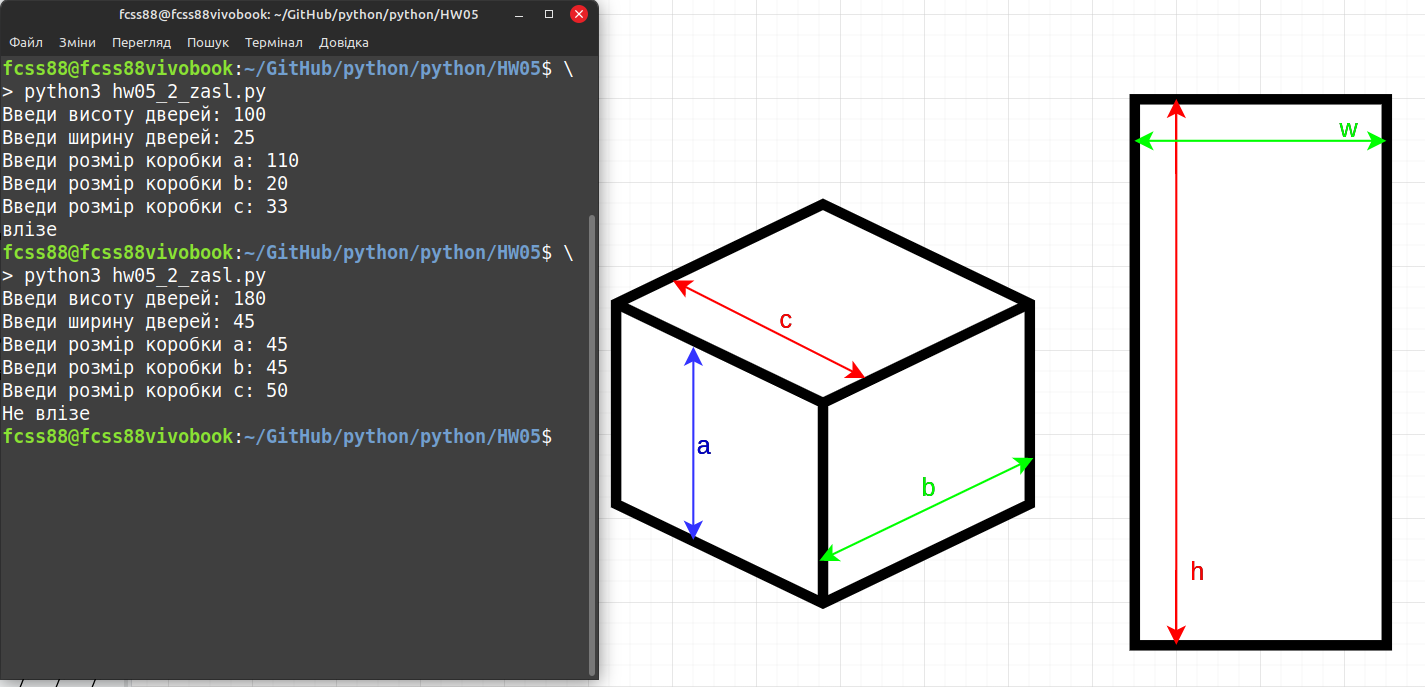 fcss88@fcss88vivobook: ~/GitHub/python/python/HW05
Файл Зміни Перегляд Пошук Термінал Довідка
fcss88@fcss88vivobook:~/GitHub/python/python/HW05$ \
> python3 hw05_2_zasl.py
Введи висоту дверей: 100
Введи ширину дверей: 25
Введи розмір коробки a: 110
Введи розмір коробки b: 20
Введи розмір коробки c: 33
влізе
fcss88@fcss88vivobook:~/GitHub/python/python/HW05$ \
> python3 hw05_2_zasl.py
Введи висоту дверей: 180
Введи ширину дверей: 45
Введи розмір коробки a: 45
Введи розмір коробки b: 45
Введи розмір коробки c: 50
Не влізе
fcss88@fcss88vivobook:~/GitHub/python/python/HW05$
c
a
b
w
h